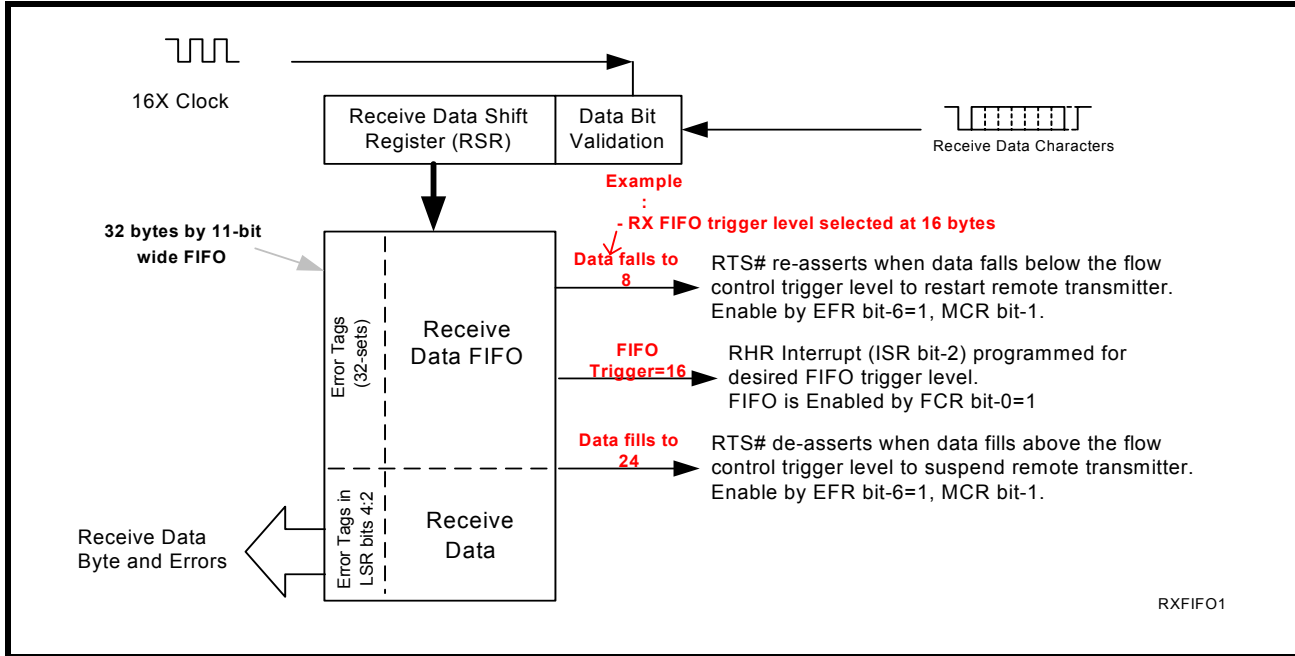 16X Clock
Receive Data Shift
Register (RSR)
Data Bit
Validation
Receive Data Characters
Example
:
- RX FIFO trigger level selected at 16 bytes
32 bytes by 11-bit
wide FIFO
Data falls to
8
RTS# re-asserts when data falls below the flow
control trigger level to restart remote transmitter.
Enable by EFR bit-6=1, MCR bit-1.
Error Tags
(32-sets)
Receive
Data FIFO
FIFO
Trigger=16
RHR Interrupt (ISR bit-2) programmed for
desired FIFO trigger level.
FIFO is Enabled by FCR bit-0=1
Data fills to
24
RTS# de-asserts when data fills above the flow
control trigger level to suspend remote transmitter.
Enable by EFR bit-6=1, MCR bit-1.
Receive Data
Byte and Errors
Error Tags in
LSR bits 4:2
Receive
Data
RXFIFO1